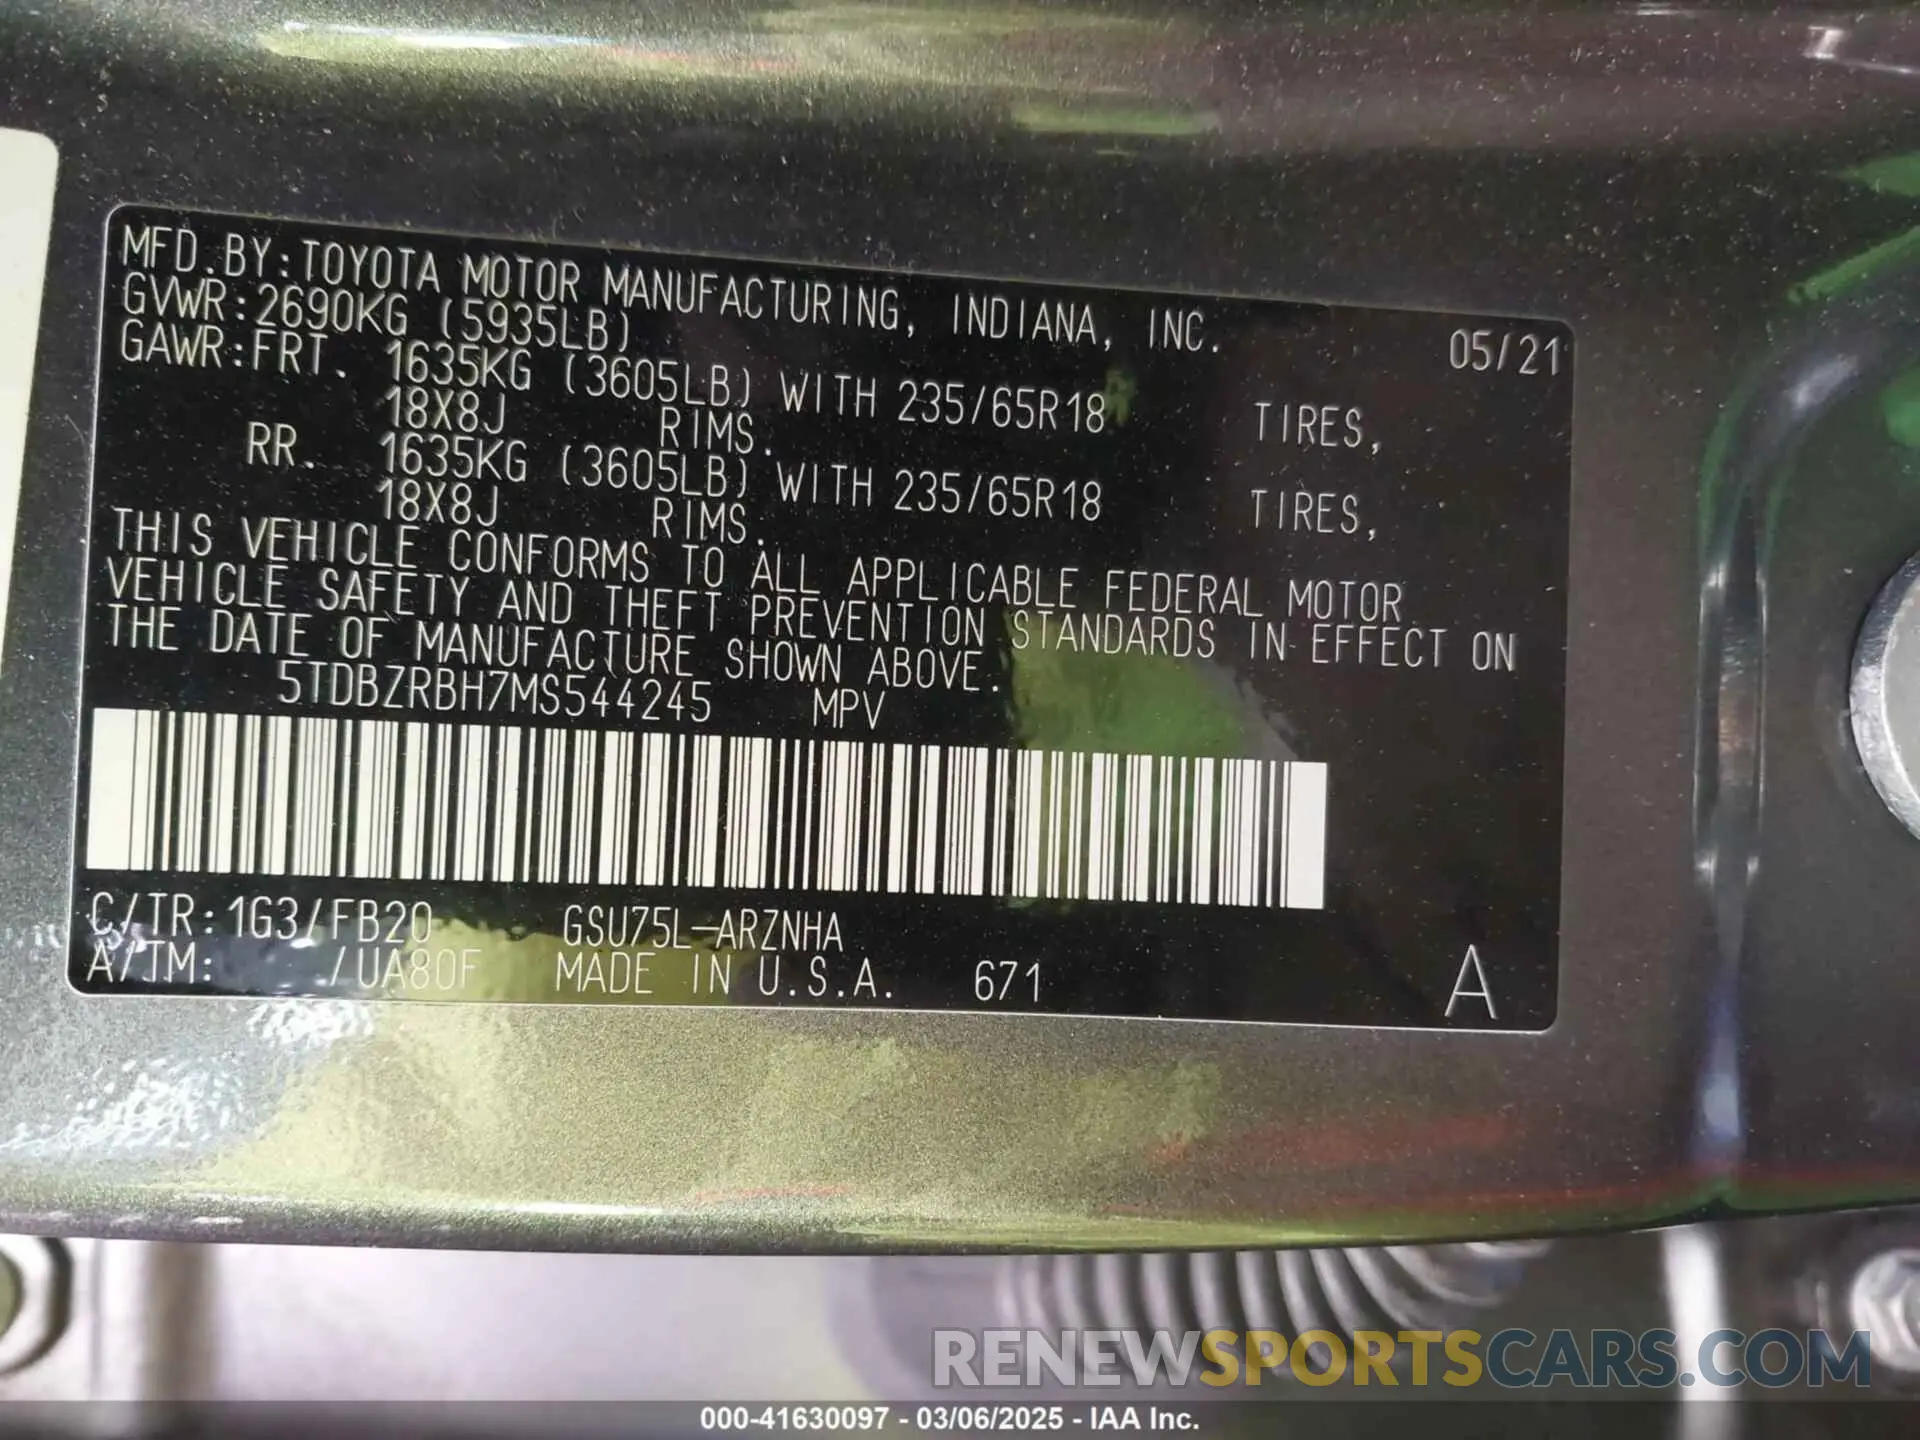 MFD.BY:TOYOTA MOTOR MANUFACTURING, INDIANA, INC. 05/21
GVWR:2690KG (5935LB)
GAWR:FRT. 1635KG (3605LB) WITH 235/65R18 TIRES,
18X8J RIMS.
RR. 1635KG (3605LB) WITH 235/65R18 TIRES,
18X8J RIMS.
THIS VEHICLE CONFORMS TO ALL APPLICABLE FEDERAL MOTOR
VEHICLE SAFETY AND THEFT PREVENTION STANDARDS IN EFFECT ON
THE DATE OF MANUFACTURE SHOWN ABOVE.
5TDBZRBH7MS544245 MPV
C/TR:1G3/FB20 GSU75L-ARZNHA
A/TM: /UA80F MADE IN U.S.A. 671 A
RENEWSPORTSCARS.COM
000-41630097 - 03/06/2025 - IAA Inc.